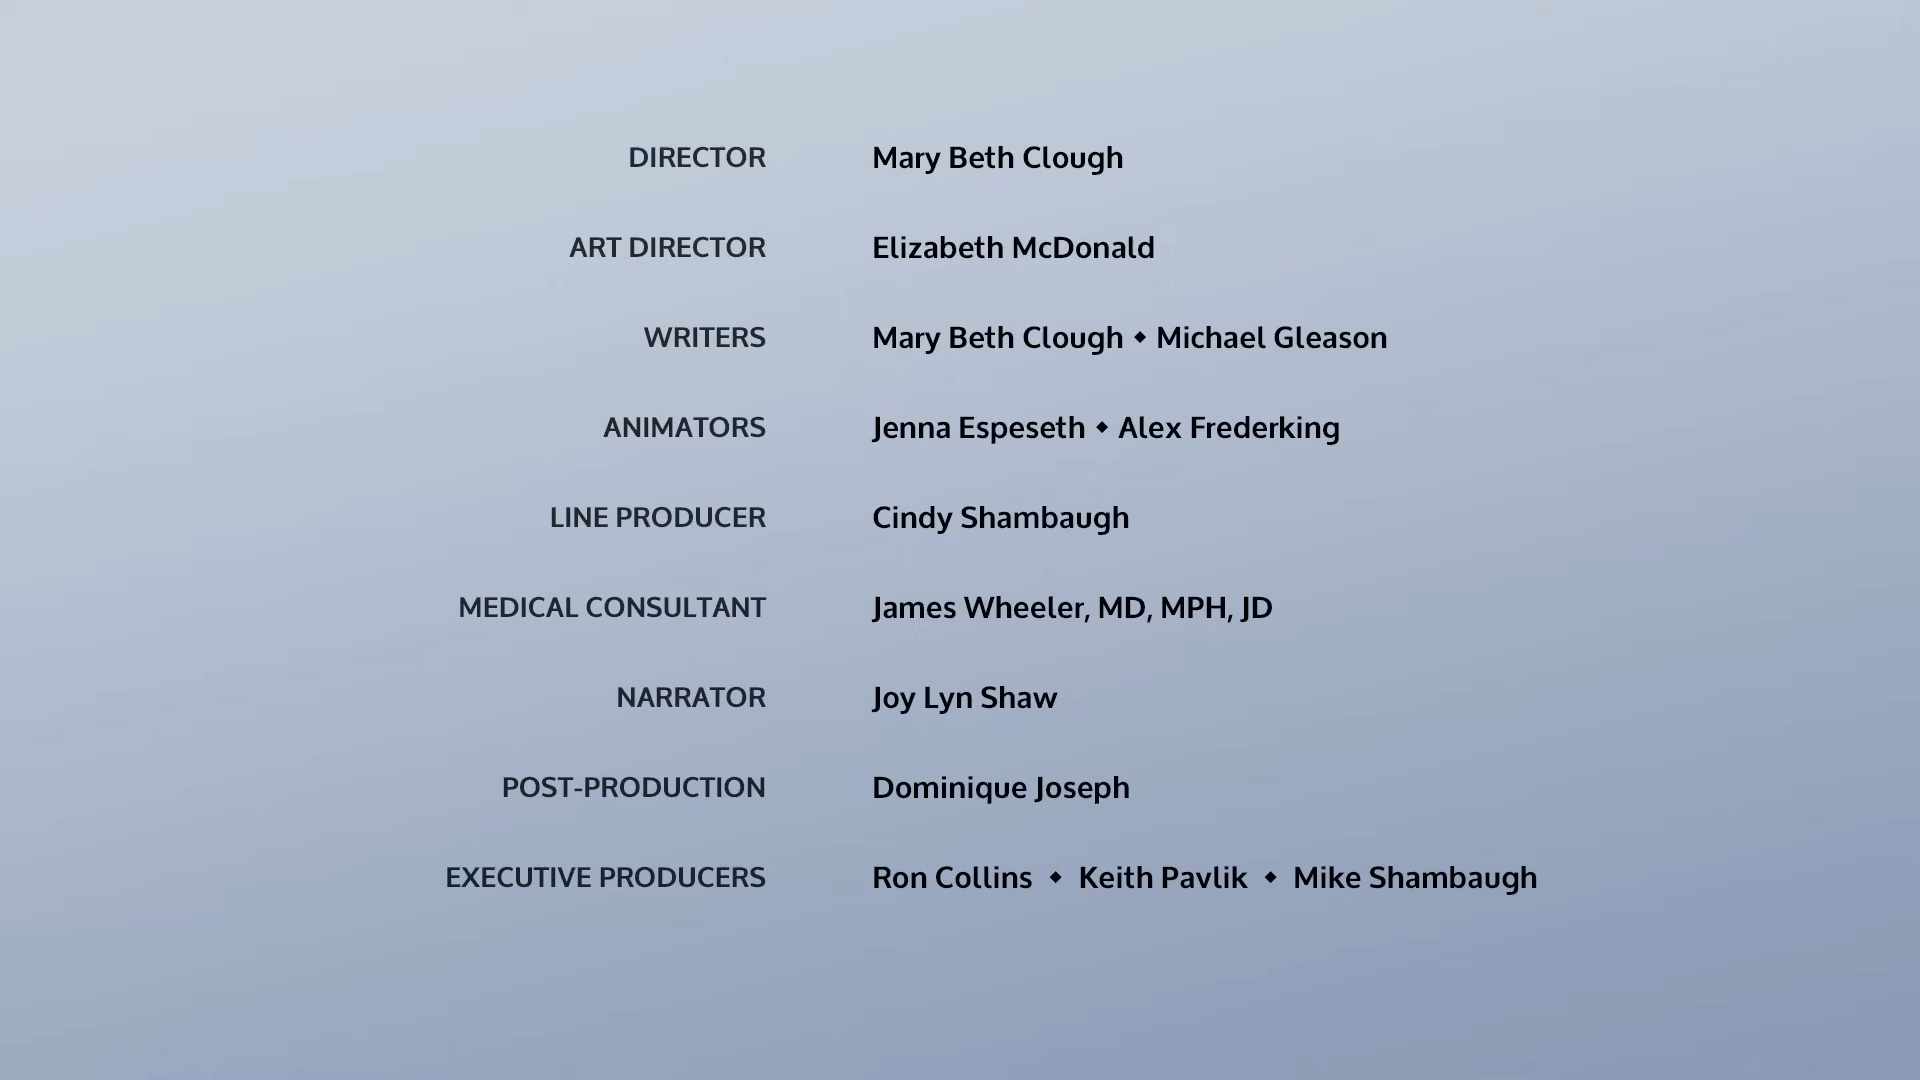 DIRECTOR Mary Beth Clough
ART DIRECTOR Elizabeth McDonald
WRITERS Mary Beth Clough ◆ Michael Gleason
ANIMATORS Jenna Espeseth ◆ Alex Frederking
LINE PRODUCER Cindy Shambaugh
MEDICAL CONSULTANT James Wheeler, MD, MPH, JD
NARRATOR Joy Lyn Shaw
POST-PRODUCTION Dominique Joseph
EXECUTIVE PRODUCERS Ron Collins ◆ Keith Pavlik ◆ Mike Shambaugh